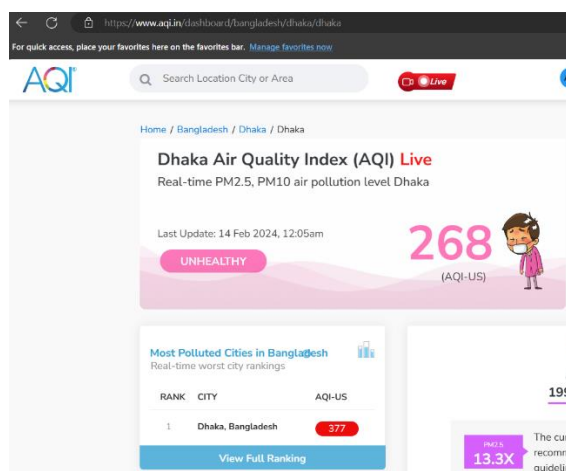 https://www.aqi.in/dashboard/bangladesh/dhaka/dhaka
For quick access, place your favorites here on the favorites bar. Manage favorites now
AQI
Search Location City or Area
Live
Home / Bangladesh / Dhaka / Dhaka
Dhaka Air Quality Index (AQI) Live
Real-time PM2.5, PM10 air pollution level Dhaka
Last Update: 14 Feb 2024, 12:05am
UNHEALTHY
268
(AQI-US)
Most Polluted Cities in Bangladesh
Real-time worst city rankings
RANK CITY AQI-US
1 Dhaka, Bangladesh 377
View Full Ranking
PM2.5
13.3X
The